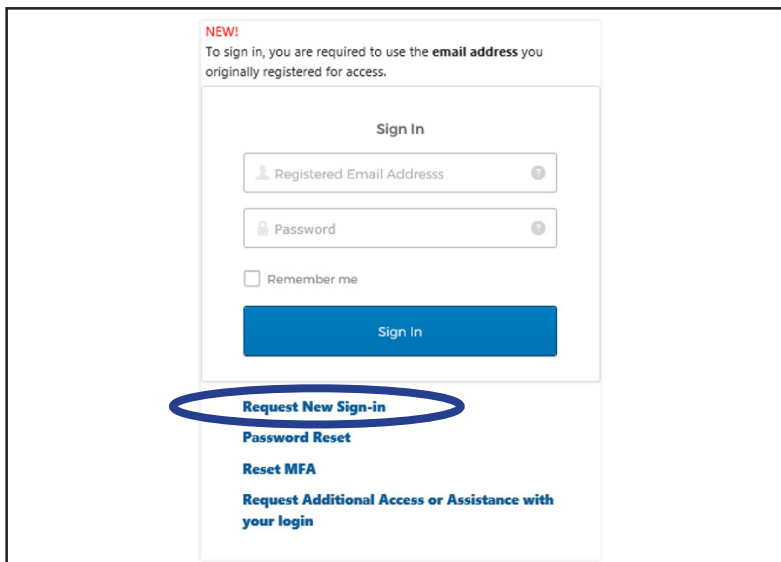 NEW!
To sign in, you are required to use the email address you
originally registered for access.
Sign In
Registered Email Addresss
Password
Remember me
Sign In
Request New Sign-in
Password Reset
Reset MFA
Request Additional Access or Assistance with
your login